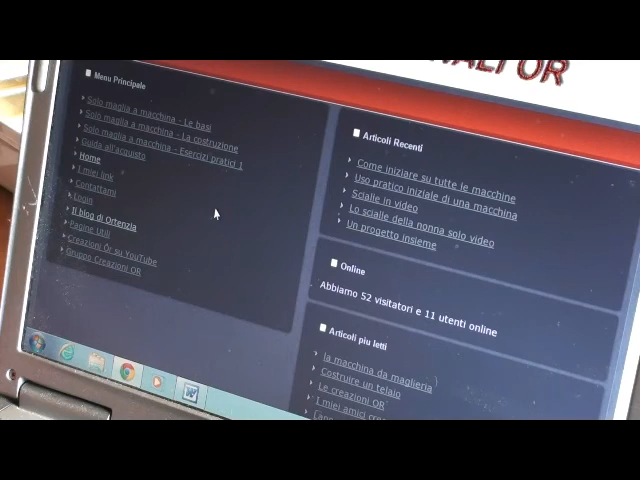 OR
Menu Principale
Solo maglia a macchina - Le basi
Solo maglia a macchina - La costruzione
Solo maglia a macchina - Esercizi pratici 1
Guida all'acquisto
Home
I miei link
Contattami
Login
Il blog di Ortenzia
Pagine Utili
Creazioni Or su YouTube
Gruppo Creazioni OR
Articoli Recenti
Come iniziare su tutte le macchine
Uso pratico iniziale di una macchina
Scialle in video
Lo scialle della nonna solo video
Un progetto insieme
Online
Abbiamo 52 visitatori e 11 utenti online
Articoli piu letti
la macchina da maglieria
Costruire un telaio
Le creazioni OR
I miei amici